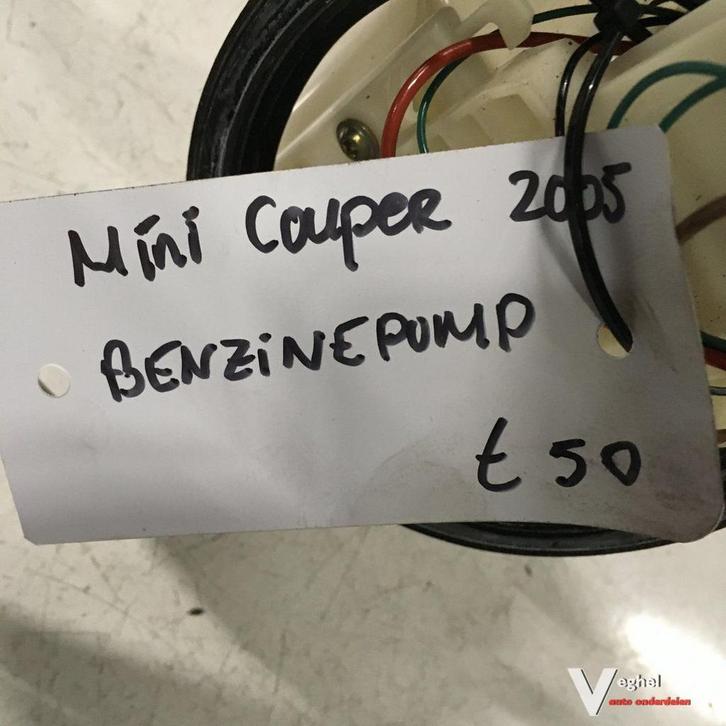 Mini Couper 2005
BENZINEPOMP
€ 50
Veghel
auto onderdelen